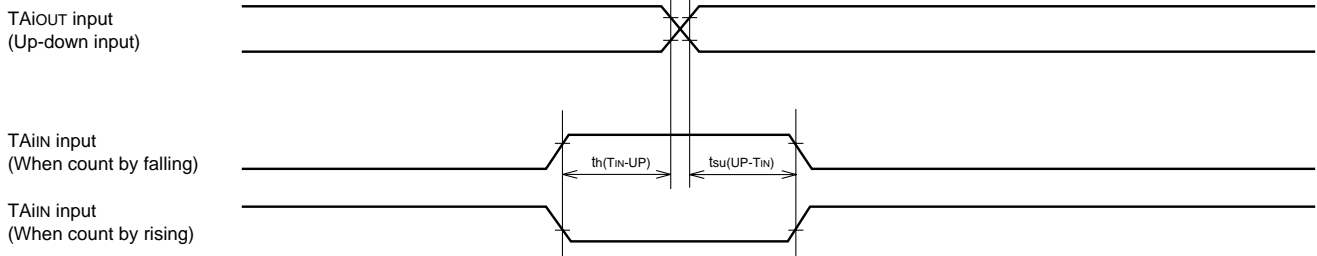 TAiOUT input
(Up-down input)
TAiIN input
(When count by falling)
th(TIN-UP) tsu(UP-TIN)
TAiIN input
(When count by rising)